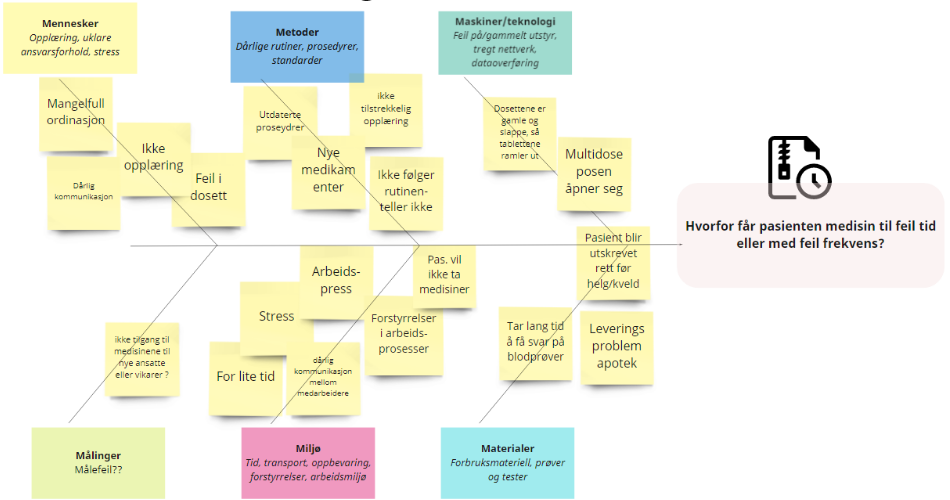 Mennesker
Opplæring, uklare
ansvarsforhold, stress
Metoder
Dårlige rutiner, prosedyrer,
standarder
Maskiner/teknologi
Feil på/gammelt utstyr,
tregt nettverk,
dataoverføring
Mangelfull
ordinasjon
Ikke
opplæring
Dårlig
kommunikasjon
Feil i
dosett
Utdaterte
proseydrer
ikke
tilstrekkelig
opplæring
Nye
medikam
enter
Ikke følger
rutinen-
teller ikke
Dosettene er
gamle og
slappe, så
tablettene
ramler ut
Multidose
posen
åpner seg
Hvorfor får pasienten medisin til feil tid
eller med feil frekvens?
Pasient blir
utskrevet
rett før
helg/kveld
Arbeids-
press
Pas. vil
ikke ta
medisiner
Stress
Forstyrrelser
i arbeids-
prosesser
ikke tilgang til
medisinene til
nye ansatte
eller vikarer ?
For lite tid
dårlig
kommunikasjon
mellom
medarbeidere
Tar lang tid
å få svar på
blodprøver
Leverings
problem
apotek
Målinger
Målefeil??
Miljø
Tid, transport, oppbevaring,
forstyrrelser, arbeidsmiljø
Materialer
Forbruksmateriell, prøver
og tester